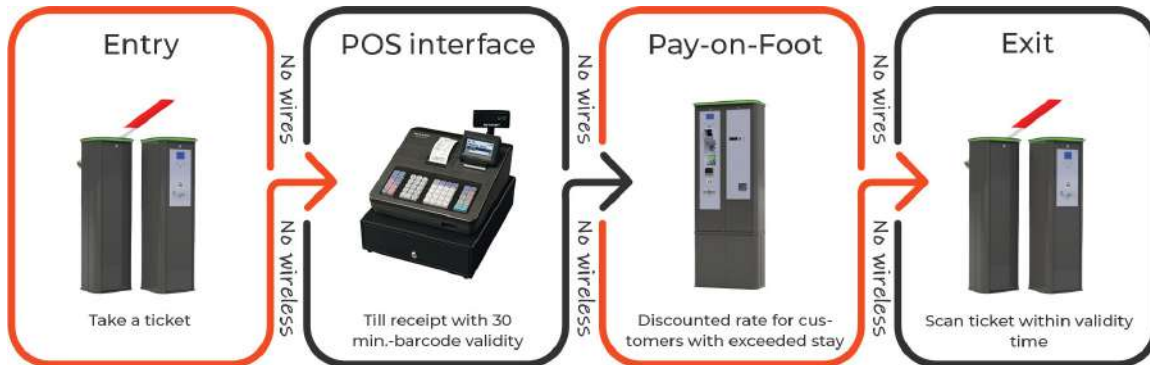 Entry
Take a ticket
No wires
No wireless
POS interface
Till receipt with 30
min.-barcode validity
No wires
No wireless
Pay-on-Foot
Discounted rate for cus-
tomers with exceeded stay
No wires
No wireless
Exit
Scan ticket within validity
time